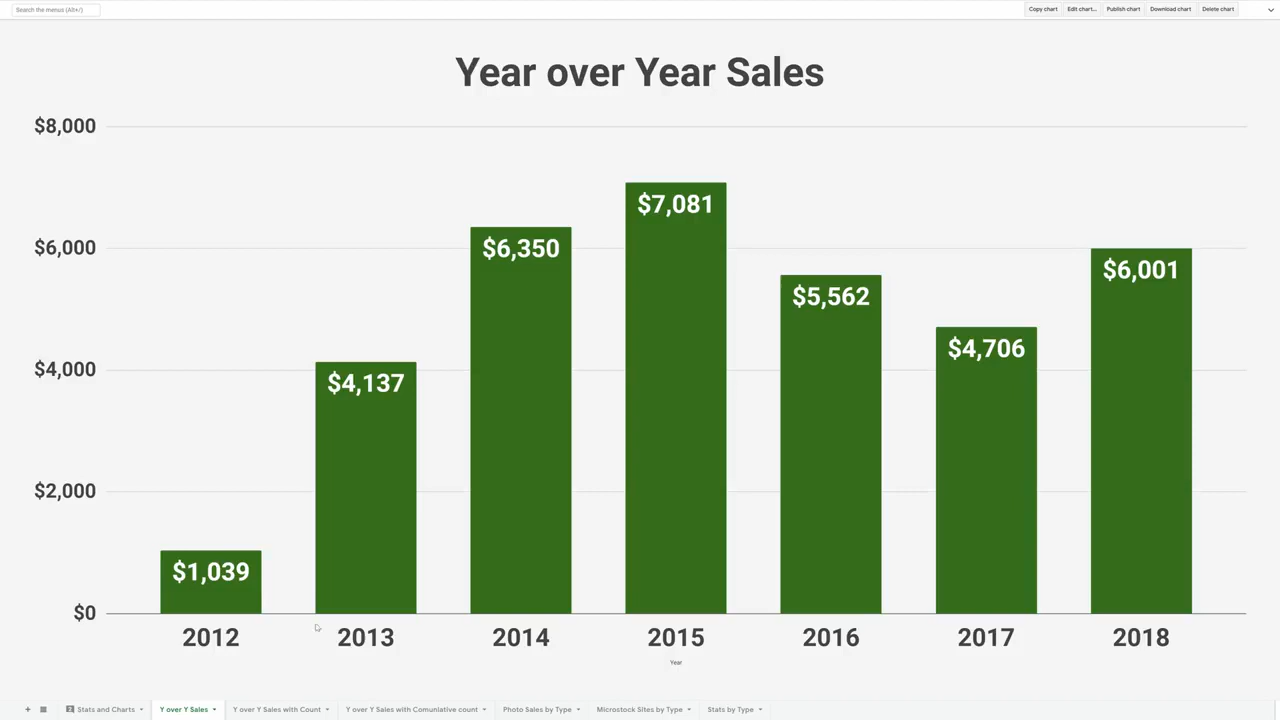 Search the menus (Alt+/)
Copy chart Edit chart... Publish chart Download chart Delete chart
Year over Year Sales
$8,000
$7,081
$6,000
$6,350
$6,001
$5,562
$4,706
$4,000
$4,137
$2,000
$1,039
$0
2012 2013 2014 2015 2016 2017 2018
Year
+ 2 Stats and Charts Y over Y Sales Y over Y Sales with Count Y over Y Sales with Comunlative count Photo Sales by Type Microstock Sites by Type Stats by Type